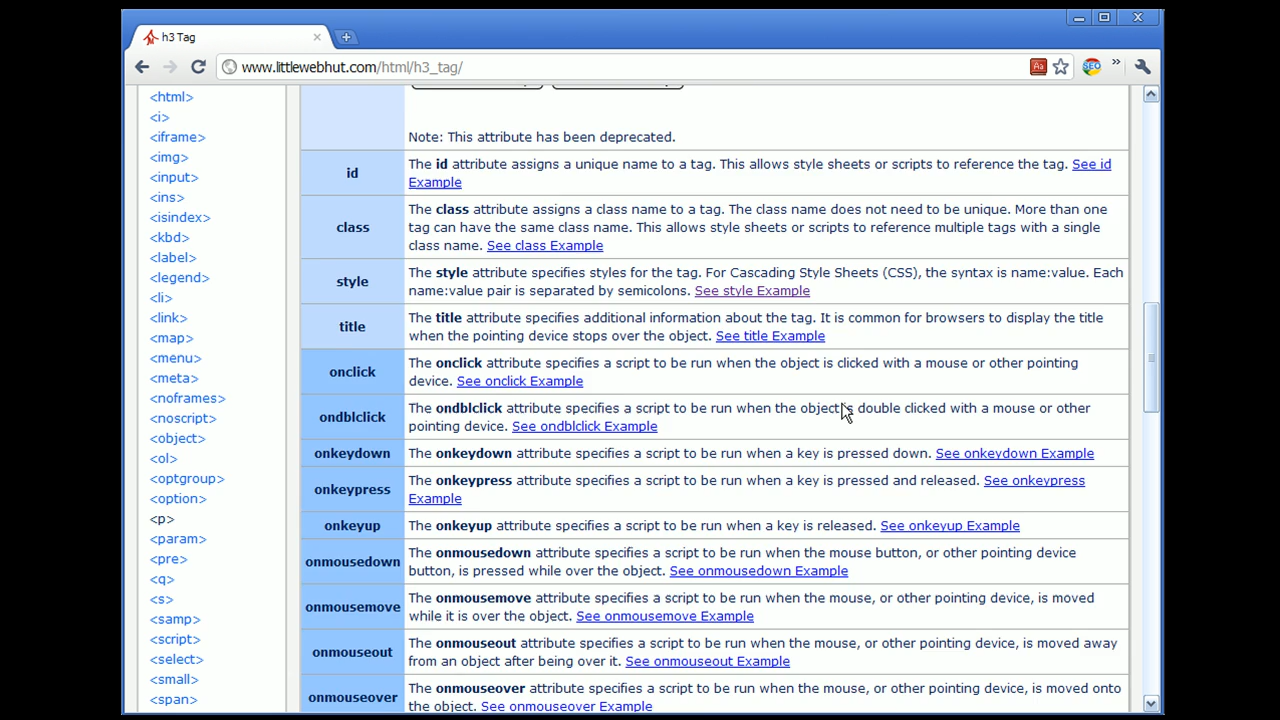 h3 Tag
www.littlewebhut.com/html/h3_tag/
SEO
<html>
<i>
<iframe>
<img>
<input>
<ins>
<isindex>
<kbd>
<label>
<legend>
<li>
<link>
<map>
<menu>
<meta>
<noframes>
<noscript>
<object>
<ol>
<optgroup>
<option>
<p>
<param>
<pre>
<q>
<s>
<samp>
<script>
<select>
<small>
<span>
Note: This attribute has been deprecated.
id
The id attribute assigns a unique name to a tag. This allows style sheets or scripts to reference the tag. See id
Example
class
The class attribute assigns a class name to a tag. The class name does not need to be unique. More than one
tag can have the same class name. This allows style sheets or scripts to reference multiple tags with a single
class name. See class Example
style
The style attribute specifies styles for the tag. For Cascading Style Sheets (CSS), the syntax is name:value. Each
name:value pair is separated by semicolons. See style Example
title
The title attribute specifies additional information about the tag. It is common for browsers to display the title
when the pointing device stops over the object. See title Example
onclick
The onclick attribute specifies a script to be run when the object is clicked with a mouse or other pointing
device. See onclick Example
ondblclick
The ondblclick attribute specifies a script to be run when the object is double clicked with a mouse or other
pointing device. See ondblclick Example
onkeydown
The onkeydown attribute specifies a script to be run when a key is pressed down. See onkeydown Example
onkeypress
The onkeypress attribute specifies a script to be run when a key is pressed and released. See onkeypress
Example
onkeyup
The onkeyup attribute specifies a script to be run when a key is released. See onkeyup Example
onmousedown
The onmousedown attribute specifies a script to be run when the mouse button, or other pointing device
button, is pressed while over the object. See onmousedown Example
onmousemove
The onmousemove attribute specifies a script to be run when the mouse, or other pointing device, is moved
while it is over the object. See onmousemove Example
onmouseout
The onmouseout attribute specifies a script to be run when the mouse, or other pointing device, is moved away
from an object after being over it. See onmouseout Example
onmouseover
The onmouseover attribute specifies a script to be run when the mouse, or other pointing device, is moved onto
the object. See onmouseover Example